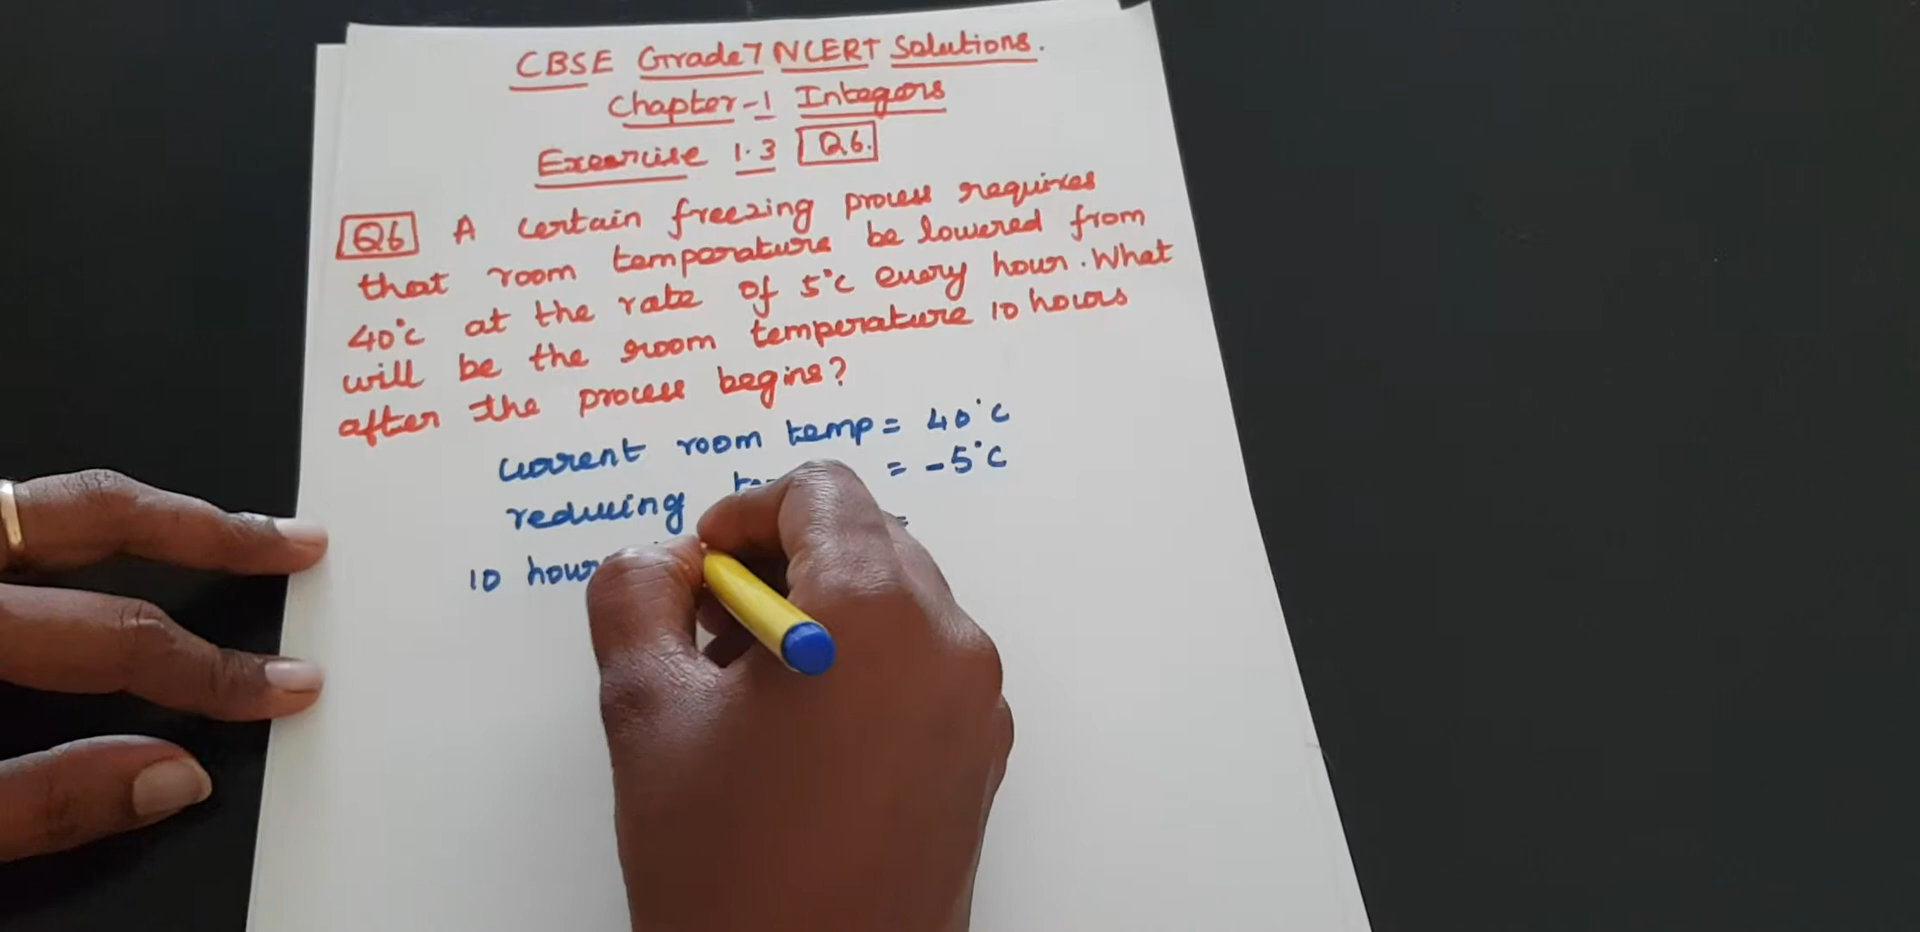 CBSE Grade 7 NCERT Solutions.
Chapter-1 Integers
Exercise 1.3 Q6.
Q6 A certain freezing process requires
that room temperature be lowered from
40°C at the rate of 5°C every hour. What
will be the room temperature 10 hours
after the process begins?
current room temp = 40°C
reducing = -5°C
10 hour =